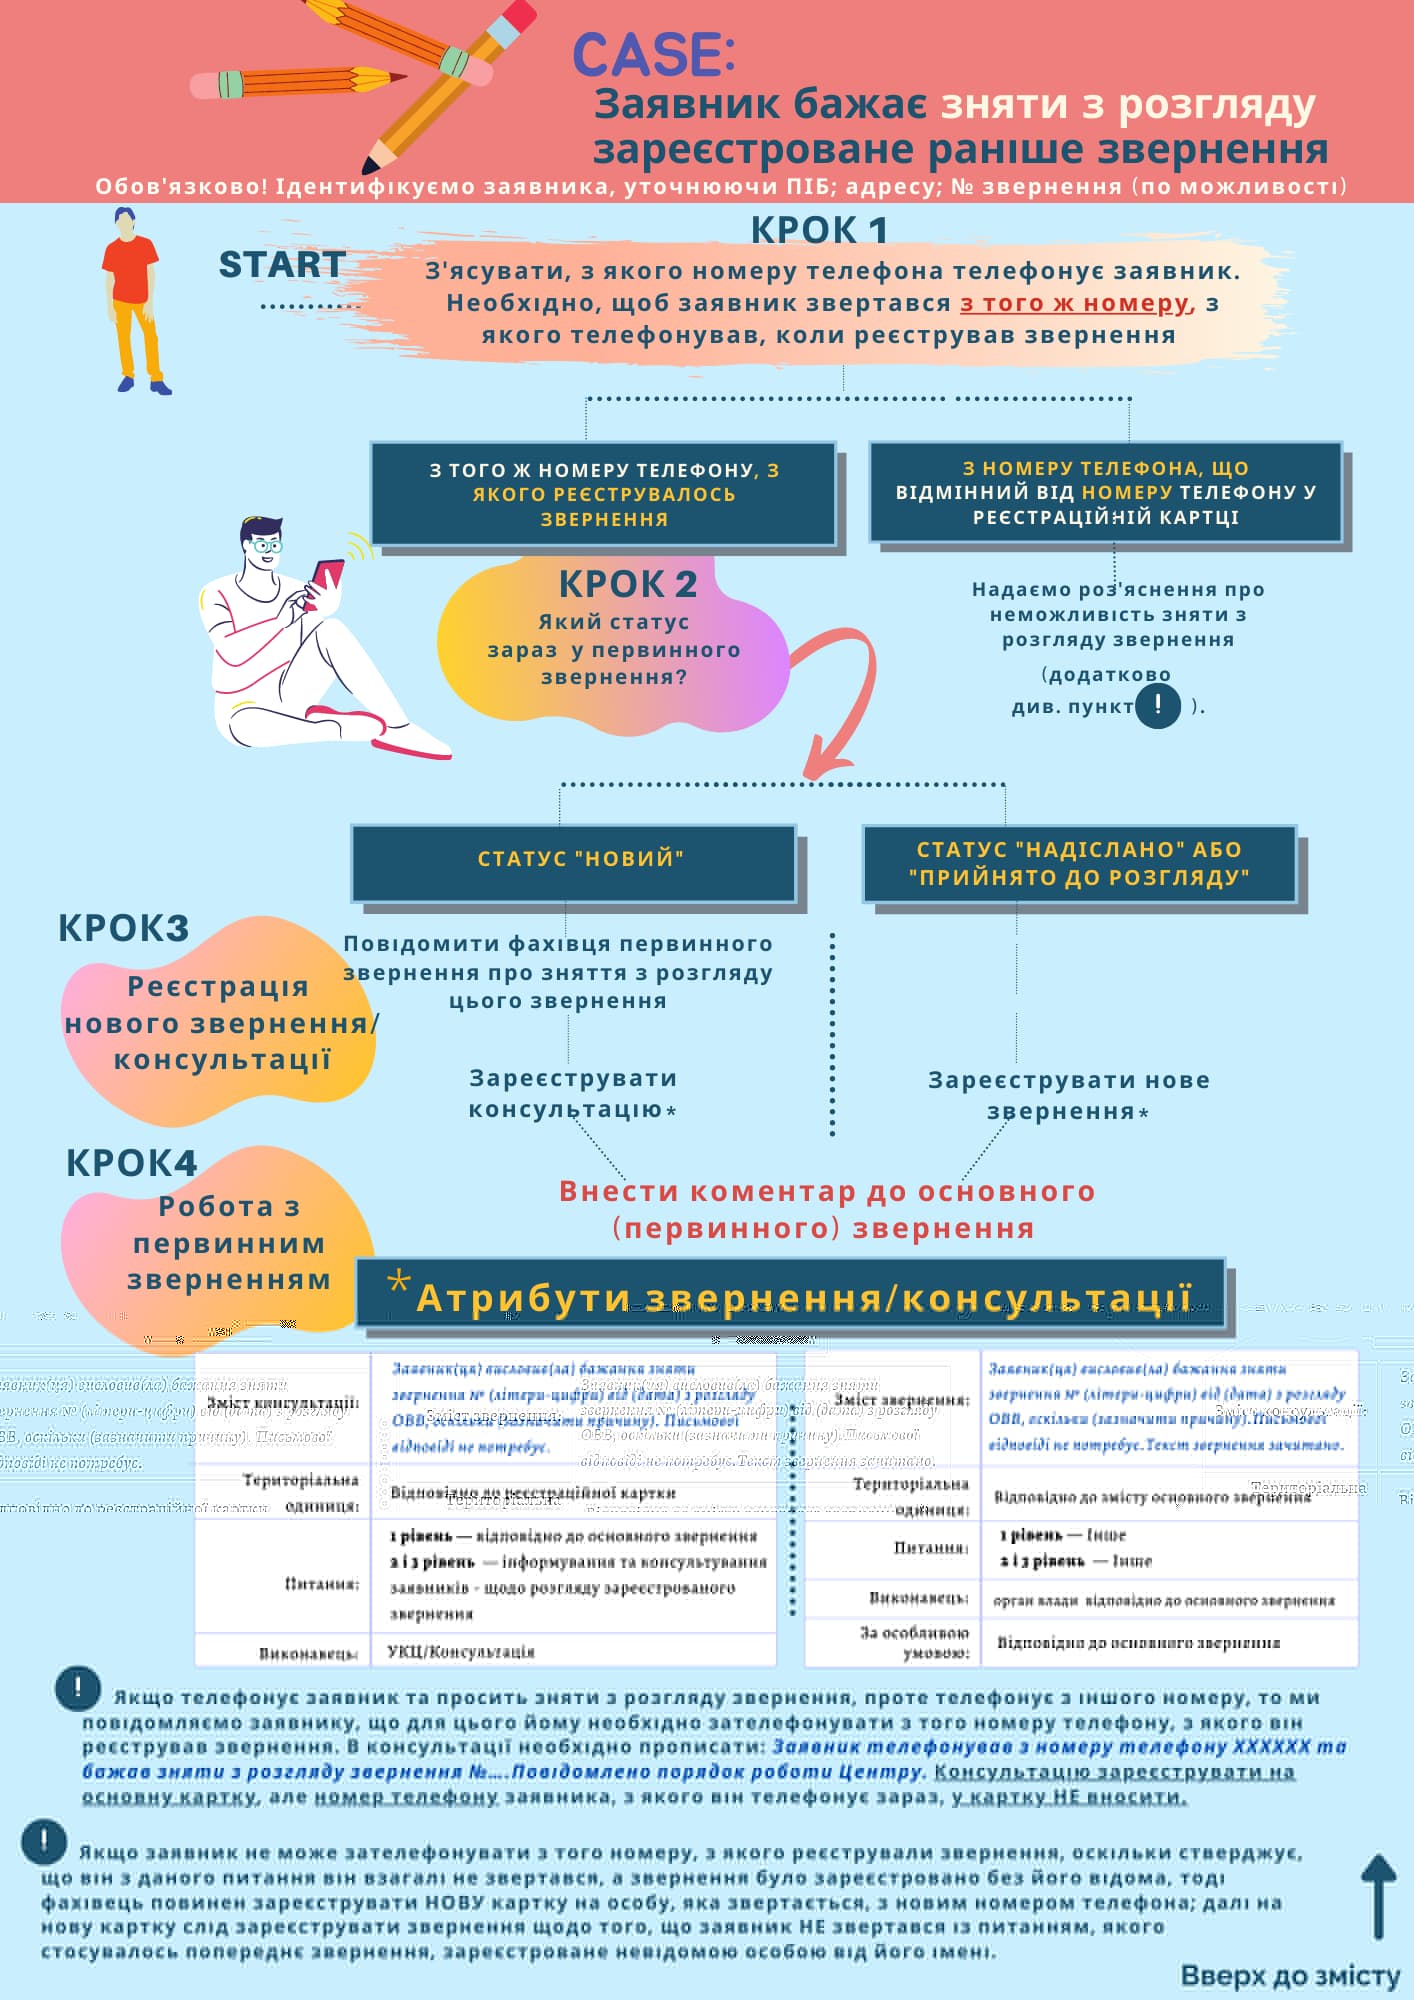 CASE:
Заявник бажає зняти з розгляду
зареєстроване раніше звернення
Обов'язково! Ідентифікуємо заявника, уточнюючи ПІБ; адресу; № звернення (по можливості)
START
КРОК 1
З'ясувати, з якого номеру телефона телефонує заявник.
Необхідно, щоб заявник звертався з того ж номеру, з
якого телефонував, коли реєстрував звернення
З ТОГО Ж НОМЕРУ ТЕЛЕФОНУ, З
ЯКОГО РЕЄСТРУВАЛОСЬ
ЗВЕРНЕННЯ
З НОМЕРУ ТЕЛЕФОНА, ЩО
ВІДМІННИЙ ВІД НОМЕРУ ТЕЛЕФОНУ У
РЕЄСТРАЦІЙНІЙ КАРТЦІ
КРОК 2
Який статус
зараз у первинного
звернення?
Надаємо роз'яснення про
неможливість зняти з
розгляду звернення
(додатково
див. пункт ! ).
СТАТУС "НОВИЙ"
СТАТУС "НАДІСЛАНО" АБО
"ПРИЙНЯТО ДО РОЗГЛЯДУ"
КРОК3
Реєстрація
нового звернення/
консультації
Повідомити фахівця первинного
звернення про зняття з розгляду
цього звернення
Зареєструвати
консультацію*
Зареєструвати нове
звернення*
КРОК4
Робота з
первинним
зверненням
Внести коментар до основного
(первинного) звернення
*Атрибути звернення/консультації
Зміст консультації:
Заявник(ця) висловив(ла) бажання зняти
звернення № (літери-цифри) від (дата) з розгляду
ОВВ, оскільки (зазначити причину). Письмової
відповіді не потребує.
Територіальна
одиниця:
Відповідно до реєстраційної картки
Питання:
1 рівень — відповідно до основного звернення
2 і 3 рівень — інформування та консультування
заявників - щодо розгляду зареєстрованого
звернення
Виконавець:
УКЦ/Консультація
Зміст звернення:
Заявник(ця) висловив(ла) бажання зняти
звернення № (літери-цифри) від (дата) з розгляду
ОВВ, оскільки (зазначити причину).Письмової
відповіді не потребує.Текст звернення зачитано.
Територіальна
одиниця:
Відповідно до змісту основного звернення
Питання:
1 рівень — Інше
2 і 3 рівень — Інше
Виконавець:
орган влади відповідно до основного звернення
За особливою
умовою:
Відповідно до основного звернення
! Якщо телефонує заявник та просить зняти з розгляду звернення, проте телефонує з іншого номеру, то ми
повідомляємо заявнику, що для цього йому необхідно зателефонувати з того номеру телефону, з якого він
реєстрував звернення. В консультації необхідно прописати: Заявник телефонував з номеру телефону ХХХХХХ та
бажав зняти з розгляду звернення №....Повідомлено порядок роботи Центру. Консультацію зареєструвати на
основну картку, але номер телефону заявника, з якого він телефонує зараз, у картку НЕ вносити.
! Якщо заявник не може зателефонувати з того номеру, з якого реєстрували звернення, оскільки стверджує,
що він з даного питання він взагалі не звертався, а звернення було зареєстровано без його відома, тоді
фахівець повинен зареєструвати НОВУ картку на особу, яка звертається, з новим номером телефона; далі на
нову картку слід зареєструвати звернення щодо того, що заявник НЕ звертався із питанням, якого
стосувалось попереднє звернення, зареєстроване невідомою особою від його імені.
Вверх до змісту